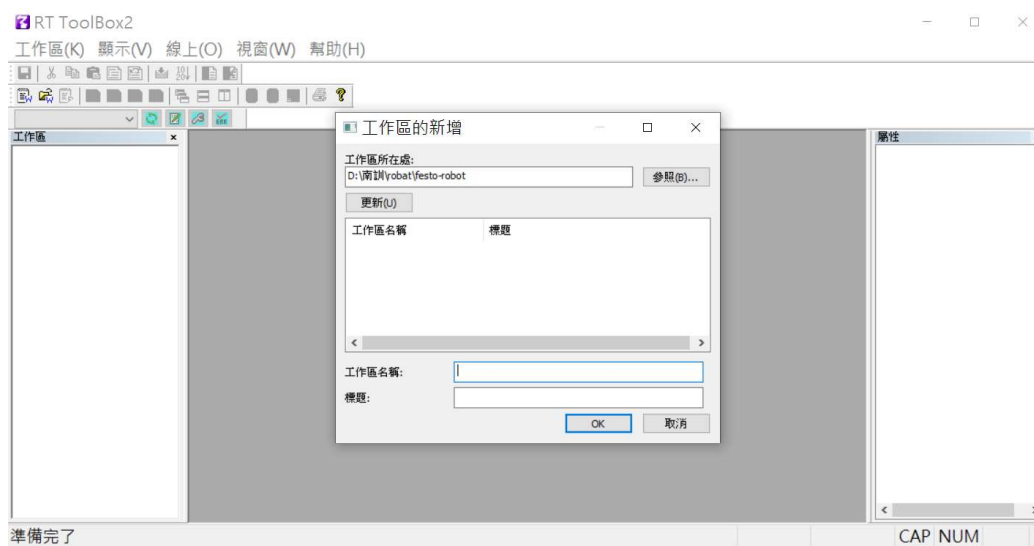 RT ToolBox2
工作區(K) 顯示(V) 線上(O) 視窗(W) 幫助(H)
工作區
屬性
工作區的新增
工作區所在處:
D:\南訓\robat\festo-robot
參照(B)...
更新(U)
工作區名稱 標題
工作區名稱:
標題:
OK 取消
準備完了
CAP NUM